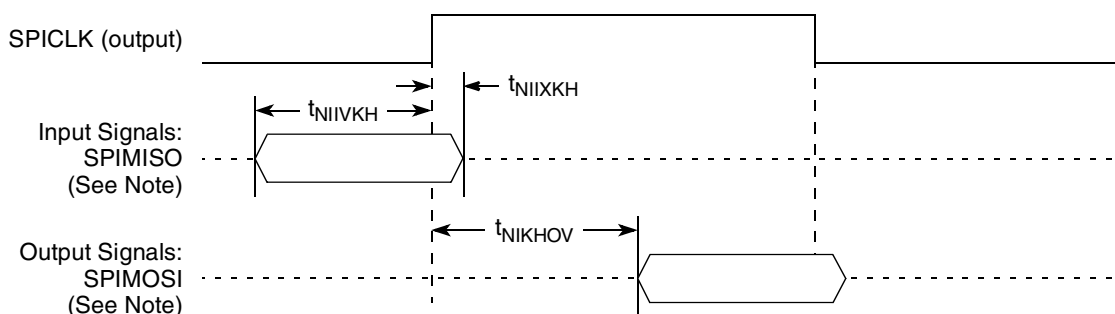 SPICLK (output)
tNIIXKH
tNIIVKH
Input Signals:
SPIMISO
(See Note)
tNIKHOV
Output Signals:
SPIMOSI
(See Note)